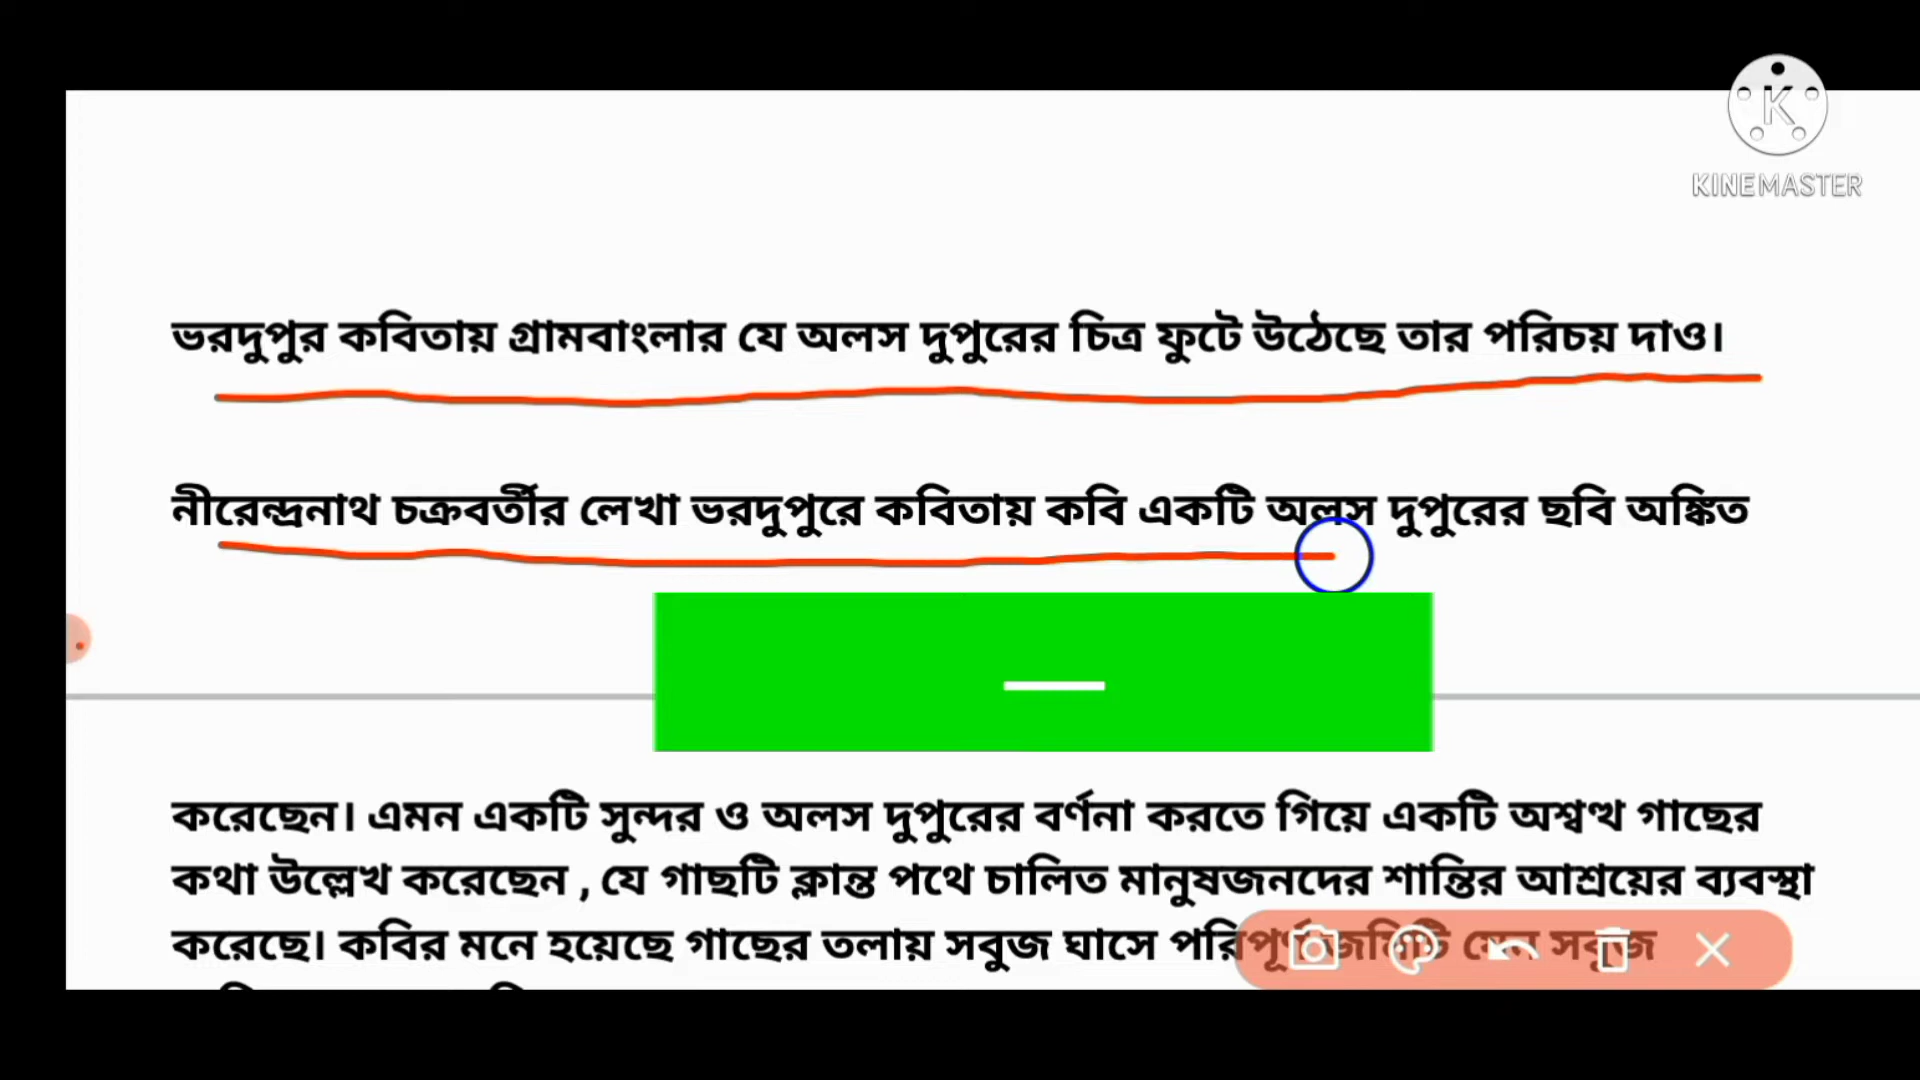 KINEMASTER
ভরদুপুর কবিতায় গ্রামবাংলার যে অলস দুপুরের চিত্র ফুটে উঠেছে তার পরিচয় দাও।
নীরেন্দ্রনাথ চক্রবর্তীর লেখা ভরদুপুরে কবিতায় কবি একটি অলস দুপুরের ছবি অঙ্কিত
করেছেন। এমন একটি সুন্দর ও অলস দুপুরের বর্ণনা করতে গিয়ে একটি অশ্বত্থ গাছের
কথা উল্লেখ করেছেন , যে গাছটি ক্লান্ত পথে চালিত মানুষজনদের শান্তির আশ্রয়ের ব্যবস্থা
করেছে। কবির মনে হয়েছে গাছের তলায় সবুজ ঘাসে পরিপূর্ণ জমিটি যেন সবুজ